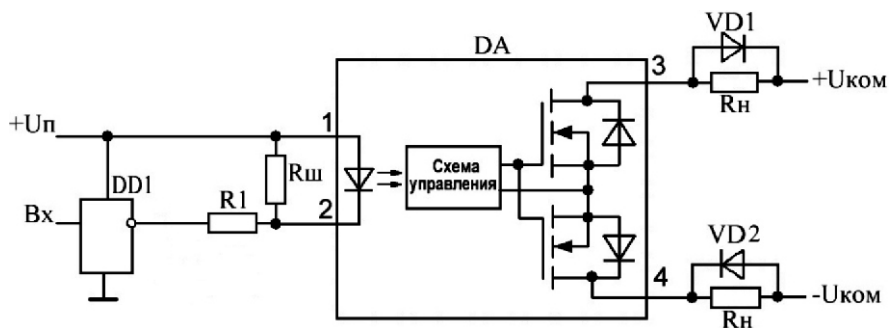 DA
VD1
3
+Uком
Rн
+Uп
1
Rш
DD1
Вх
R1
2
Схема
управления
4
VD2
-Uком
Rн